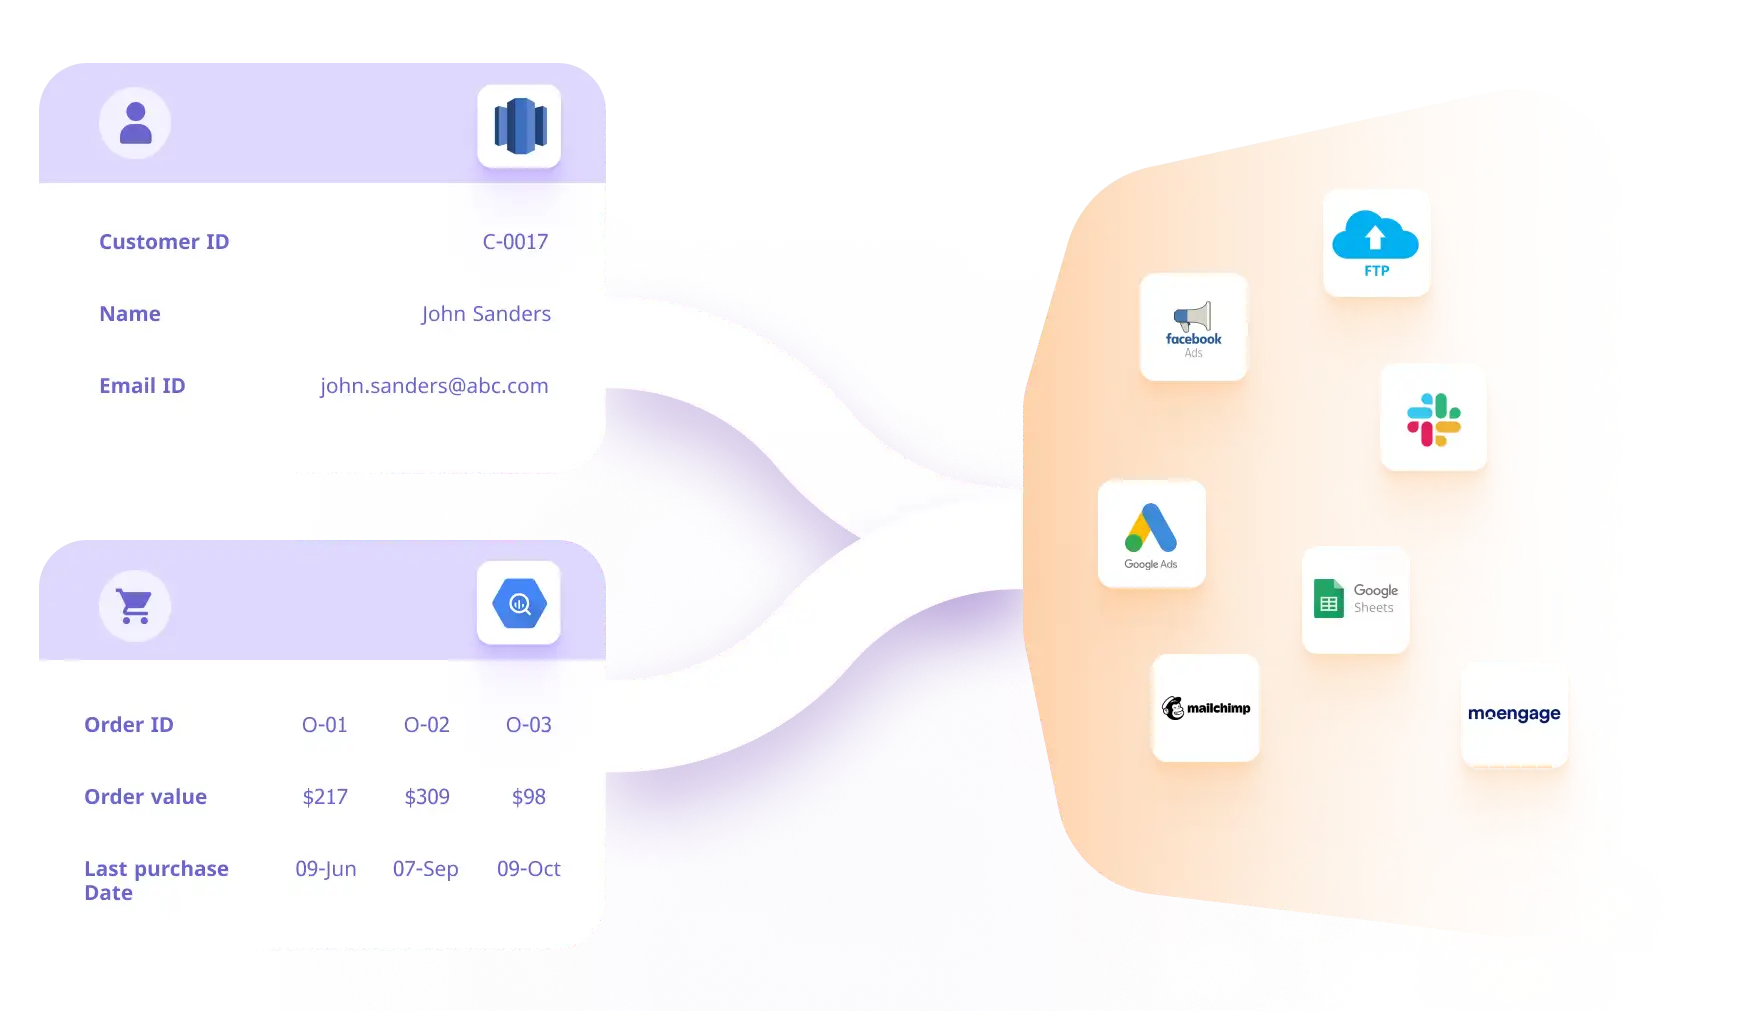 Customer ID C-0017
Name John Sanders
Email ID john.sanders@abc.com
Order ID O-01 O-02 O-03
Order value $217 $309 $98
Last purchase 09-Jun 07-Sep 09-Oct
Date
FTP
facebook
Ads
Google Ads
Google
Sheets
mailchimp
moengage